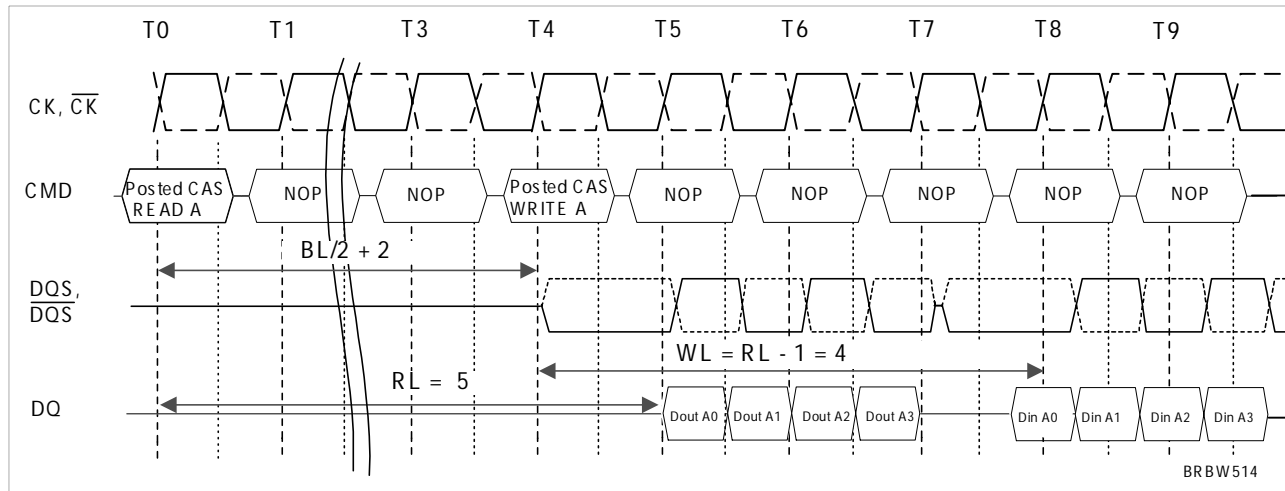 T0 T1 T3 T4 T5 T6 T7 T8 T9
CK, CK
CMD
Posted CAS
READ A
NOP
NOP
Posted CAS
WRITE A
NOP
NOP
NOP
NOP
NOP
BL/2 + 2
DQS,
DQS
WL = RL - 1 = 4
RL = 5
DQ
Dout A0
Dout A1
Dout A2
Dout A3
Din A0
Din A1
Din A2
Din A3
BRBW514